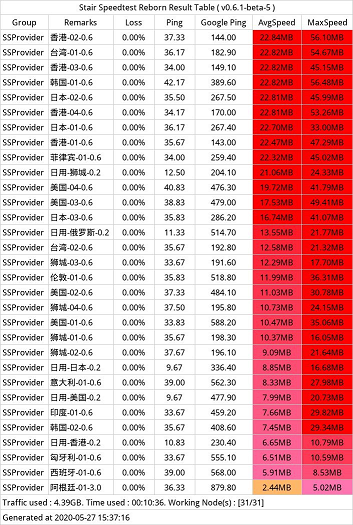 Stair Speedtest Reborn Result Table ( v0.6.1-beta-5 )
Group Remarks Loss Ping Google Ping AvgSpeed MaxSpeed
SSProvider 香港-02-0.6 0.00% 37.33 144.00 22.84MB 56.10MB
SSProvider 台湾-01-0.6 0.00% 36.17 182.90 22.82MB 54.67MB
SSProvider 香港-03-0.6 0.00% 34.00 149.10 22.82MB 45.15MB
SSProvider 韩国-01-0.6 0.00% 42.17 389.60 22.82MB 56.48MB
SSProvider 日本-02-0.6 0.00% 35.50 267.50 22.81MB 45.99MB
SSProvider 香港-04-0.6 0.00% 34.17 170.00 22.81MB 53.26MB
SSProvider 日本-01-0.6 0.00% 36.17 267.40 22.70MB 33.00MB
SSProvider 香港-01-0.6 0.00% 35.67 143.00 22.47MB 47.29MB
SSProvider 菲律宾-01-0.6 0.00% 34.00 259.40 22.32MB 45.02MB
SSProvider 日用-狮城-0.2 0.00% 12.50 204.10 21.06MB 24.33MB
SSProvider 美国-04-0.6 0.00% 40.83 476.30 19.72MB 41.79MB
SSProvider 美国-03-0.6 0.00% 38.83 479.00 17.53MB 49.41MB
SSProvider 日本-03-0.6 0.00% 35.83 286.20 16.74MB 41.07MB
SSProvider 日用-俄罗斯-0.2 0.00% 11.33 514.70 13.55MB 21.77MB
SSProvider 台湾-02-0.6 0.00% 35.67 192.80 12.58MB 21.32MB
SSProvider 狮城-03-0.6 0.00% 33.67 191.60 12.29MB 17.70MB
SSProvider 伦敦-01-0.6 0.00% 35.83 518.80 11.99MB 36.31MB
SSProvider 美国-02-0.6 0.00% 37.33 484.10 11.03MB 30.78MB
SSProvider 狮城-04-0.6 0.00% 37.50 195.80 10.73MB 24.15MB
SSProvider 美国-01-0.6 0.00% 33.83 588.20 10.47MB 35.06MB
SSProvider 狮城-01-0.6 0.00% 35.67 198.30 10.37MB 16.05MB
SSProvider 狮城-02-0.6 0.00% 37.67 196.10 9.09MB 21.64MB
SSProvider 日用-日本-0.2 0.00% 9.67 336.40 8.85MB 16.68MB
SSProvider 意大利-01-0.6 0.00% 39.00 562.30 8.33MB 27.98MB
SSProvider 日用-美国-0.2 0.00% 9.67 477.90 7.99MB 20.73MB
SSProvider 印度-01-0.6 0.00% 33.67 459.20 7.66MB 29.82MB
SSProvider 韩国-02-0.6 0.00% 35.67 408.60 7.45MB 29.34MB
SSProvider 日用-香港-0.2 0.00% 10.83 230.40 6.65MB 10.79MB
SSProvider 匈牙利-01-0.6 0.00% 33.67 555.10 6.51MB 10.59MB
SSProvider 西班牙-01-0.6 0.00% 39.00 568.00 5.91MB 8.53MB
SSProvider 阿根廷-01-3.0 0.00% 36.33 879.80 2.44MB 5.02MB
Traffic used : 4.39GB. Time used : 00:10:36. Working Node(s) : [31/31]
Generated at 2020-05-27 15:37:16